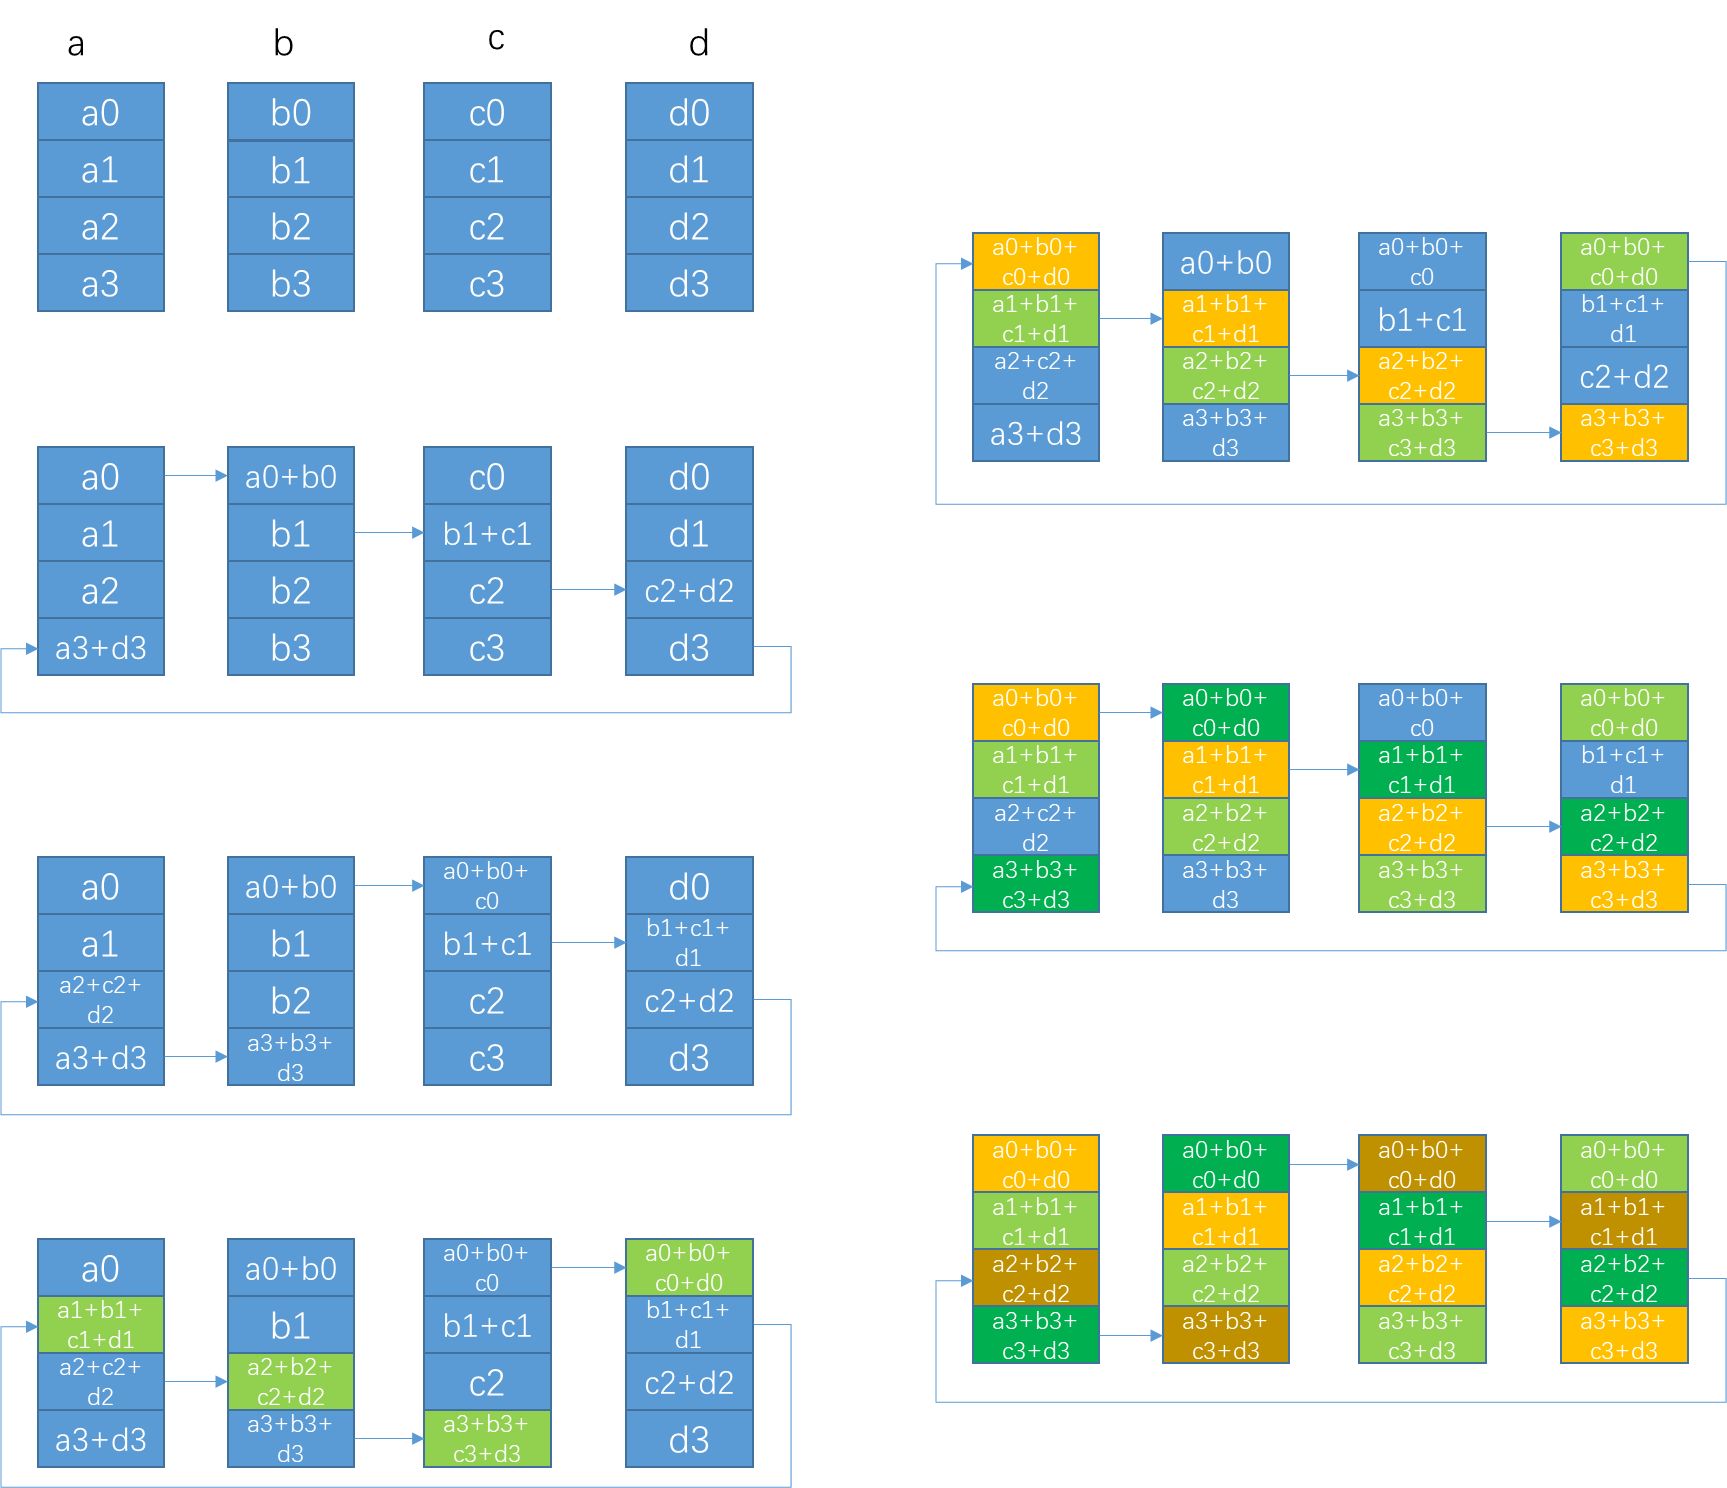 a
b
c
d
a0
b0
c0
d0
a1
b1
c1
d1
a2
b2
c2
d2
a3
b3
c3
d3
a0
a0+b0
c0
d0
a1
b1
b1+c1
d1
a2
b2
c2
c2+d2
a3+d3
b3
c3
d3
a0
a0+b0
a0+b0+
c0
d0
a1
b1
b1+c1
b1+c1+
d1
a2+c2+
d2
b2
c2
c2+d2
a3+d3
a3+b3+
d3
c3
d3
a0
a0+b0
a0+b0+
c0
a0+b0+
c0+d0
a1+b1+
c1+d1
b1
b1+c1
b1+c1+
d1
a2+c2+
d2
a2+b2+
c2+d2
c2
c2+d2
a3+d3
a3+b3+
d3
a3+b3+
c3+d3
d3
a0+b0+
c0+d0
a0+b0
a0+b0+
c0
a0+b0+
c0+d0
a1+b1+
c1+d1
a1+b1+
c1+d1
b1+c1
b1+c1+
d1
a2+c2+
d2
a2+b2+
c2+d2
a2+b2+
c2+d2
c2+d2
a3+d3
a3+b3+
d3
a3+b3+
c3+d3
a3+b3+
c3+d3
a0+b0+
c0+d0
a0+b0+
c0+d0
a0+b0+
c0
a0+b0+
c0+d0
a1+b1+
c1+d1
a1+b1+
c1+d1
a1+b1+
c1+d1
b1+c1+
d1
a2+c2+
d2
a2+b2+
c2+d2
a2+b2+
c2+d2
a2+b2+
c2+d2
a3+b3+
c3+d3
a3+b3+
d3
a3+b3+
c3+d3
a3+b3+
c3+d3
a0+b0+
c0+d0
a0+b0+
c0+d0
a0+b0+
c0+d0
a0+b0+
c0+d0
a1+b1+
c1+d1
a1+b1+
c1+d1
a1+b1+
c1+d1
a1+b1+
c1+d1
a2+b2+
c2+d2
a2+b2+
c2+d2
a2+b2+
c2+d2
a2+b2+
c2+d2
a3+b3+
c3+d3
a3+b3+
c3+d3
a3+b3+
c3+d3
a3+b3+
c3+d3